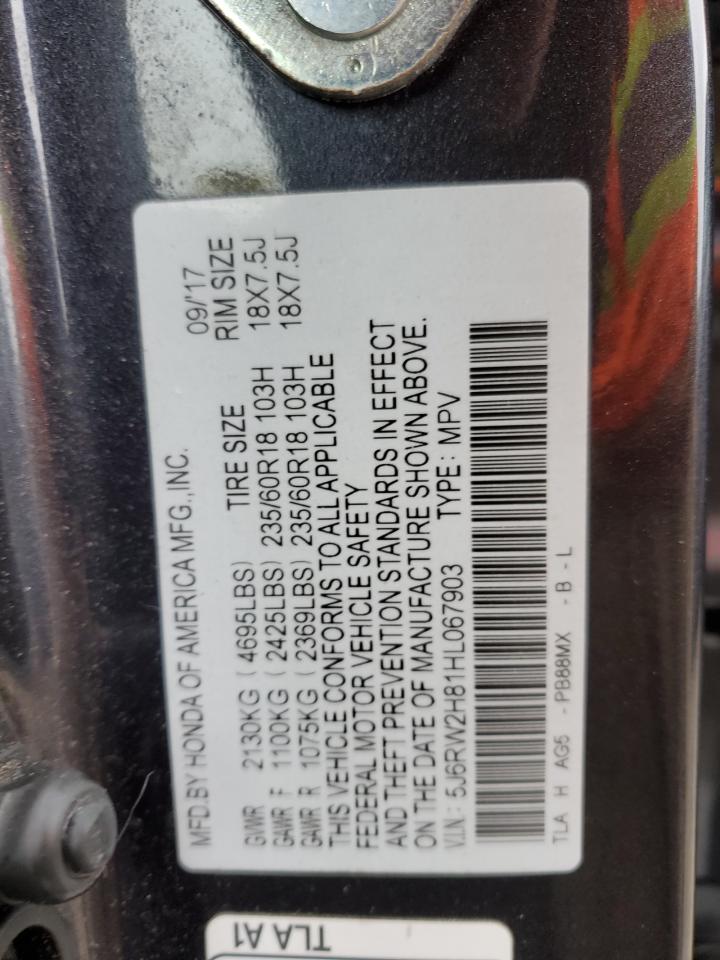 MFD.BY HONDA OF AMERICA MFG.,INC. 09/'17
GVWR 2130KG (4695LBS) TIRE SIZE RIM SIZE
GAWR F 1100KG (2425LBS) 235/60R18 103H 18X7.5J
GAWR R 1075KG (2369LBS) 235/60R18 103H 18X7.5J
THIS VEHICLE CONFORMS TO ALL APPLICABLE
FEDERAL MOTOR VEHICLE SAFETY
AND THEFT PREVENTION STANDARDS IN EFFECT
ON THE DATE OF MANUFACTURE SHOWN ABOVE.
V.I.N.: 5J6RW2H81HL067903 TYPE: MPV
TLA H AG5 -PB88MX -B-L
TLA A1